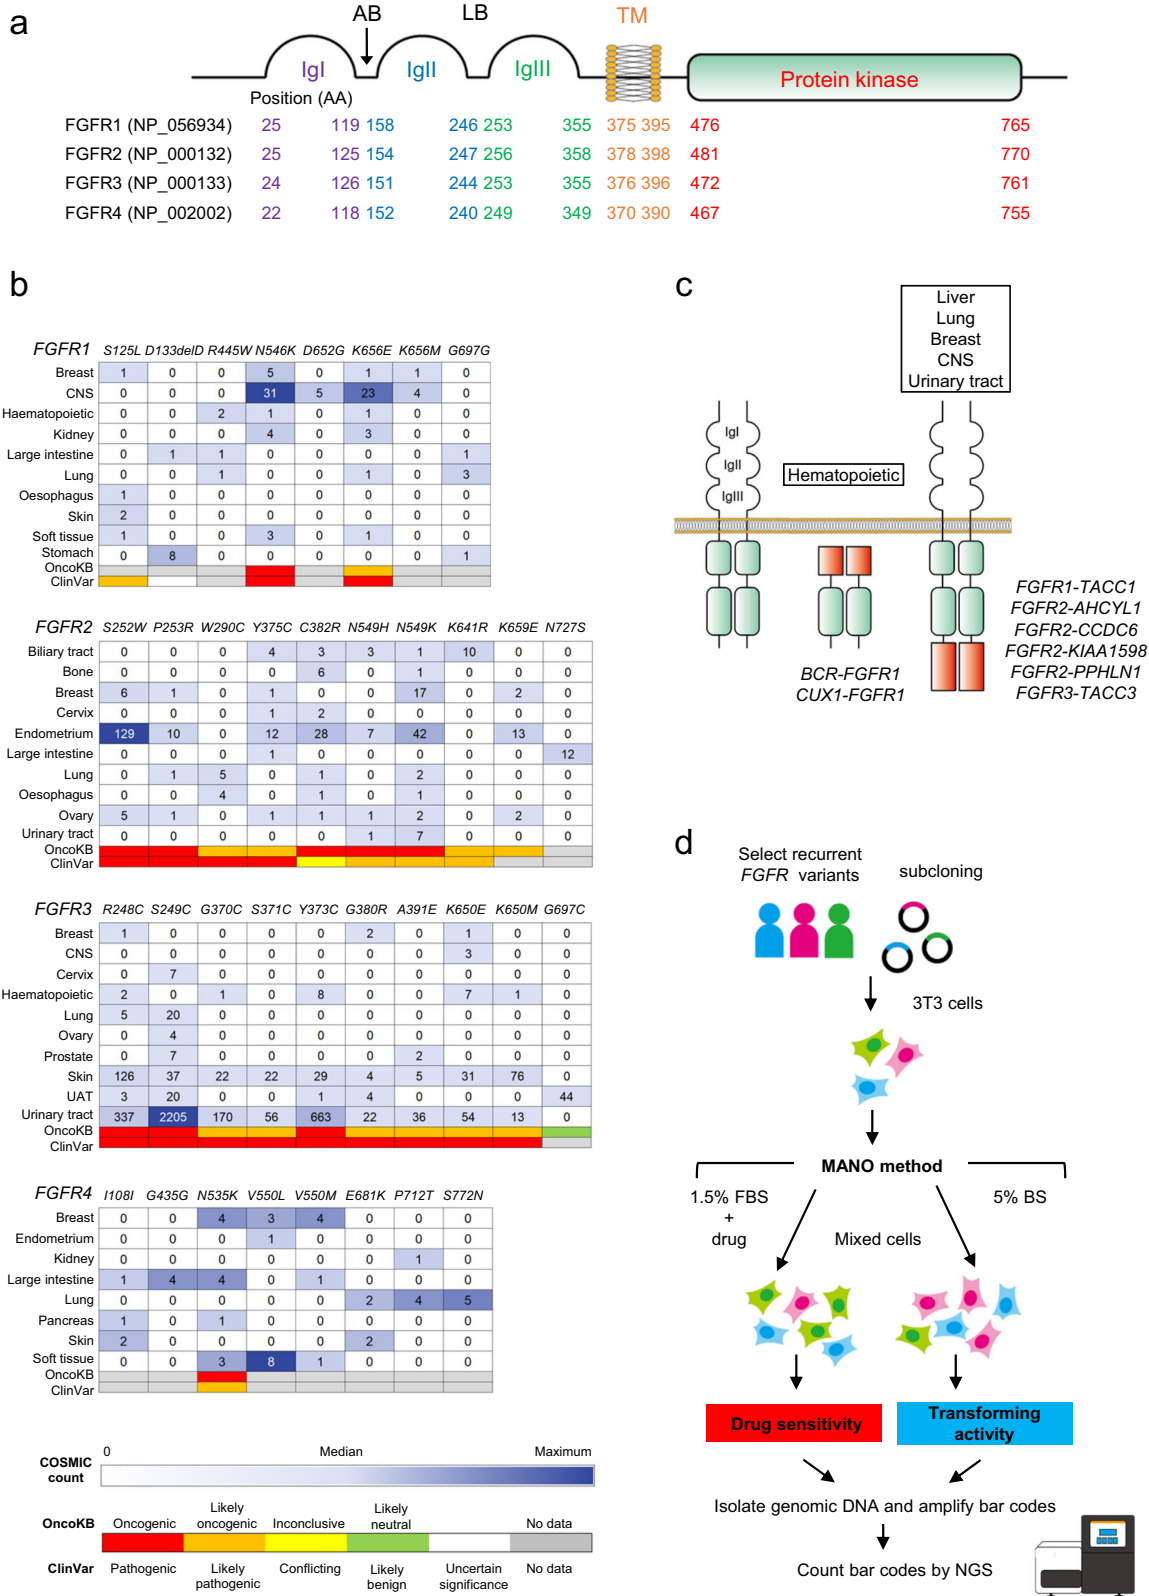 a
AB
LB
TM
IgI
IgII
IgIII
Protein kinase
Position (AA)
FGFR1 (NP_056934) 25 119 158 246 253 355 375 395 476 765
FGFR2 (NP_000132) 25 125 154 247 256 358 378 398 481 770
FGFR3 (NP_000133) 24 126 151 244 253 355 376 396 472 761
FGFR4 (NP_002002) 22 118 152 240 249 349 370 390 467 755
b
FGFR1 S125L D133delD R445W N546K D652G K656E K656M G697G
Breast 1 0 0 5 0 1 1 0
CNS 0 0 0 31 5 23 4 0
Haematopoietic 0 0 2 1 0 1 0 0
Kidney 0 0 0 4 0 3 0 0
Large intestine 0 1 1 0 0 0 0 1
Lung 0 0 1 0 0 1 0 3
Oesophagus 1 0 0 0 0 0 0 0
Skin 2 0 0 0 0 0 0 0
Soft tissue 1 0 0 3 0 1 0 0
Stomach 0 8 0 0 0 0 0 1
OncoKB
ClinVar
FGFR2 S252W P253R W290C Y375C C382R N549H N549K K641R K659E N727S
Biliary tract 0 0 0 4 3 3 1 10 0 0
Bone 0 0 0 0 6 0 1 0 0 0
Breast 6 1 0 1 0 0 17 0 2 0
Cervix 0 0 0 1 2 0 0 0 0 0
Endometrium 129 10 0 12 28 7 42 0 13 0
Large intestine 0 0 0 1 0 0 0 0 0 12
Lung 0 1 5 0 1 0 2 0 0 0
Oesophagus 0 0 4 0 1 0 1 0 0 0
Ovary 5 1 0 1 1 1 2 0 2 0
Urinary tract 0 0 0 0 0 1 7 0 0 0
OncoKB
ClinVar
FGFR3 R248C S249C G370C S371C Y373C G380R A391E K650E K650M G697C
Breast 1 0 0 0 0 2 0 1 0 0
CNS 0 0 0 0 0 0 0 3 0 0
Cervix 0 7 0 0 0 0 0 0 0 0
Haematopoietic 2 0 1 0 8 0 0 7 1 0
Lung 5 20 0 0 0 0 0 0 0 0
Ovary 0 4 0 0 0 0 0 0 0 0
Prostate 0 7 0 0 0 0 2 0 0 0
Skin 126 37 22 22 29 4 5 31 76 0
UAT 3 20 0 0 1 4 0 0 0 44
Urinary tract 337 2205 170 56 663 22 36 54 13 0
OncoKB
ClinVar
FGFR4 I108I G435G N535K V550L V550M E681K P712T S772N
Breast 0 0 4 3 4 0 0 0
Endometrium 0 0 0 1 0 0 0 0
Kidney 0 0 0 0 0 0 1 0
Large intestine 1 4 4 0 1 0 0 0
Lung 0 0 0 0 0 2 4 5
Pancreas 1 0 1 0 0 0 0 0
Skin 2 0 0 0 0 2 0 0
Soft tissue 0 0 3 8 1 0 0 0
OncoKB
ClinVar
0 Median Maximum
COSMIC
count
OncoKB Oncogenic Likely oncogenic Inconclusive Likely neutral No data
ClinVar Pathogenic Likely pathogenic Conflicting Likely benign Uncertain significance No data
c
Liver
Lung
Breast
CNS
Urinary tract
IgI
IgII
IgIII
Hematopoietic
BCR-FGFR1
CUX1-FGFR1
FGFR1-TACC1
FGFR2-AHCYL1
FGFR2-CCDC6
FGFR2-KIAA1598
FGFR2-PPHLN1
FGFR3-TACC3
d
Select recurrent
FGFR variants
subcloning
3T3 cells
MANO method
1.5% FBS
+
drug
5% BS
Mixed cells
Drug sensitivity
Transforming
activity
Isolate genomic DNA and amplify bar codes
Count bar codes by NGS